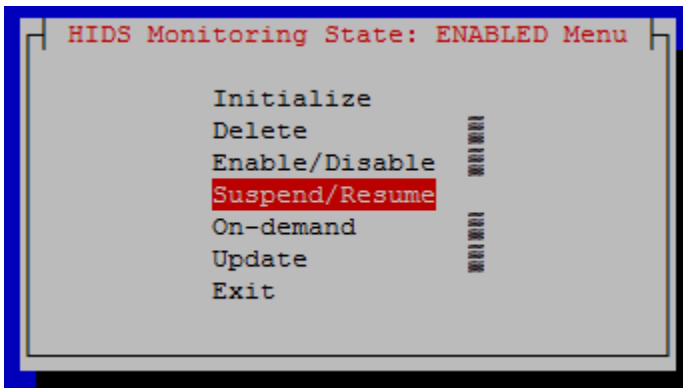 HIDS Monitoring State: ENABLED Menu
Initialize
Delete
Enable/Disable
Suspend/Resume
On-demand
Update
Exit